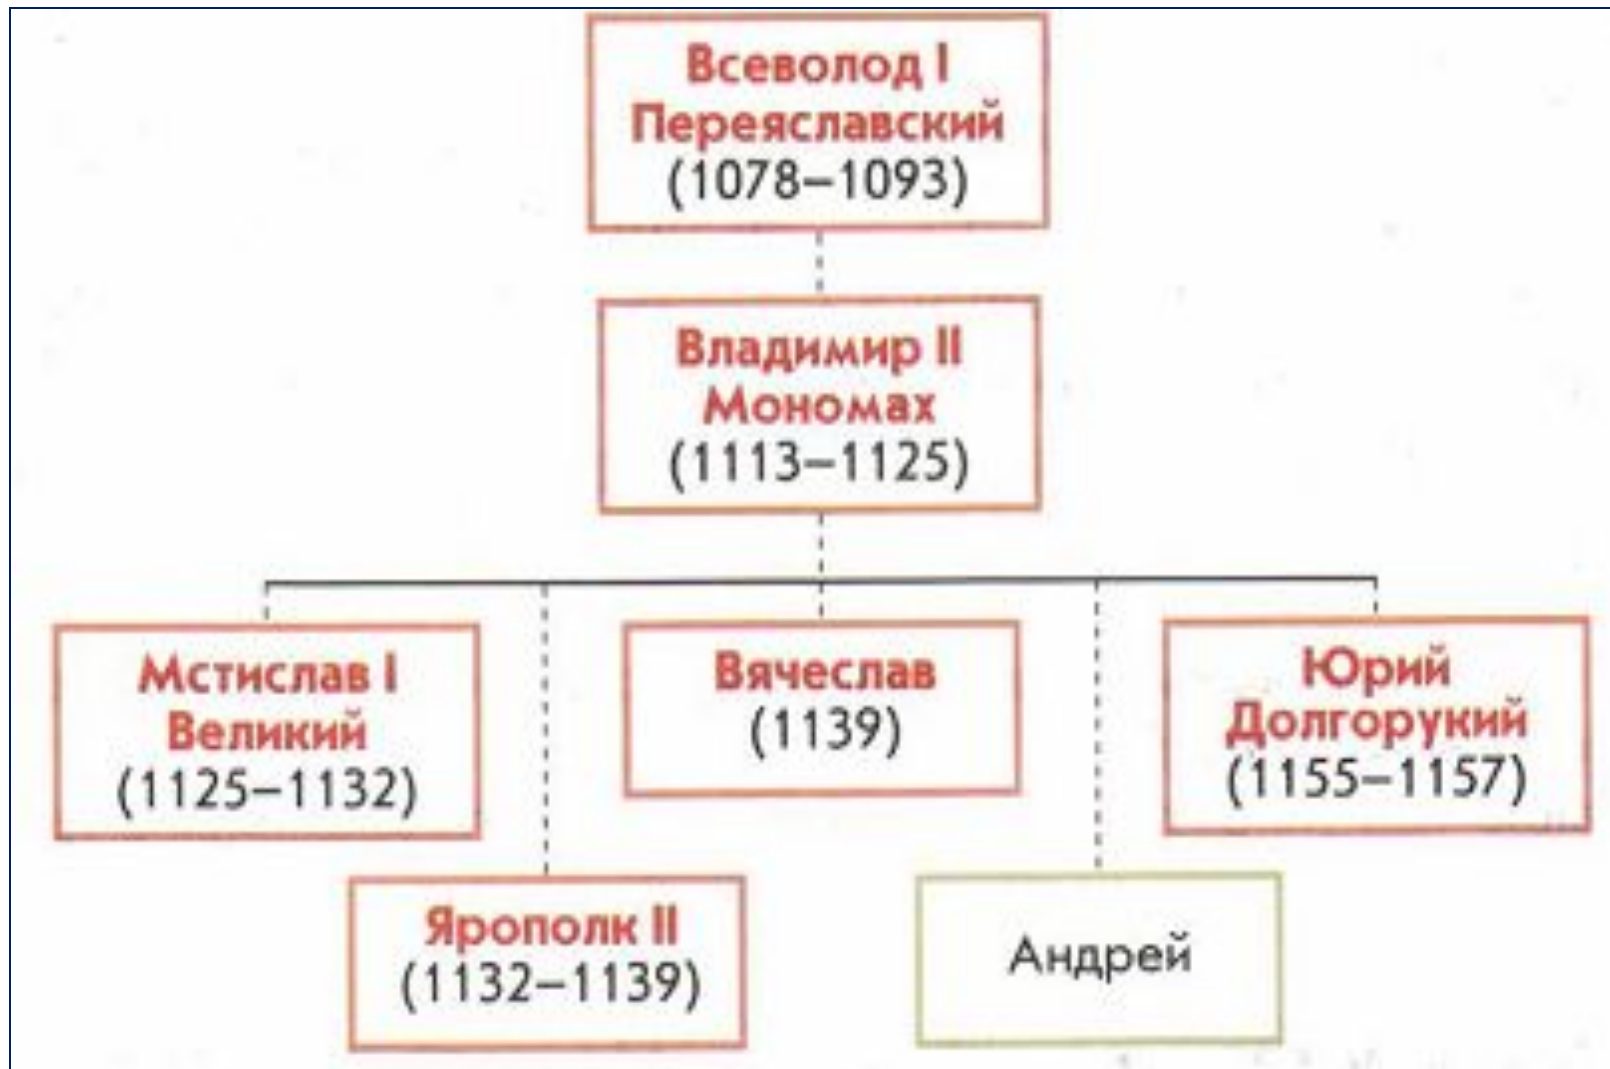 Всеволод I
Переяславский
(1078–1093)
Владимир II
Мономах
(1113–1125)
Мстислав I
Великий
(1125–1132)
Вячеслав
(1139)
Юрий
Долгорукий
(1155–1157)
Ярополк II
(1132–1139)
Андрей